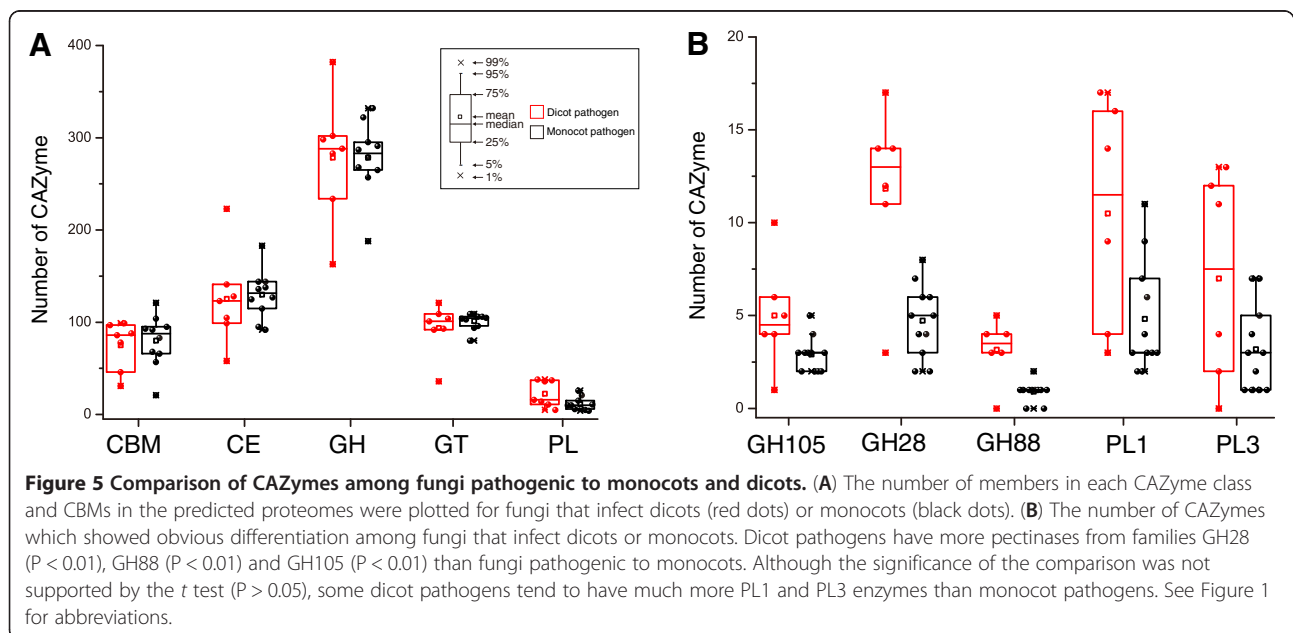 A
B
400
300
200
100
0
Number of CAZyme
CBM
CE
GH
GT
PL
99%
95%
75%
mean
median
25%
5%
1%
Dicot pathogen
Monocot pathogen
20
15
10
5
0
Number of CAZyme
GH105
GH28
GH88
PL1
PL3
Figure 5 Comparison of CAZymes among fungi pathogenic to monocots and dicots. (A) The number of members in each CAZyme class
and CBMs in the predicted proteomes were plotted for fungi that infect dicots (red dots) or monocots (black dots). (B) The number of CAZymes
which showed obvious differentiation among fungi that infect dicots or monocots. Dicot pathogens have more pectinases from families GH28
(P < 0.01), GH88 (P < 0.01) and GH105 (P < 0.01) than fungi pathogenic to monocots. Although the significance of the comparison was not
supported by the t test (P > 0.05), some dicot pathogens tend to have much more PL1 and PL3 enzymes than monocot pathogens. See Figure 1
for abbreviations.